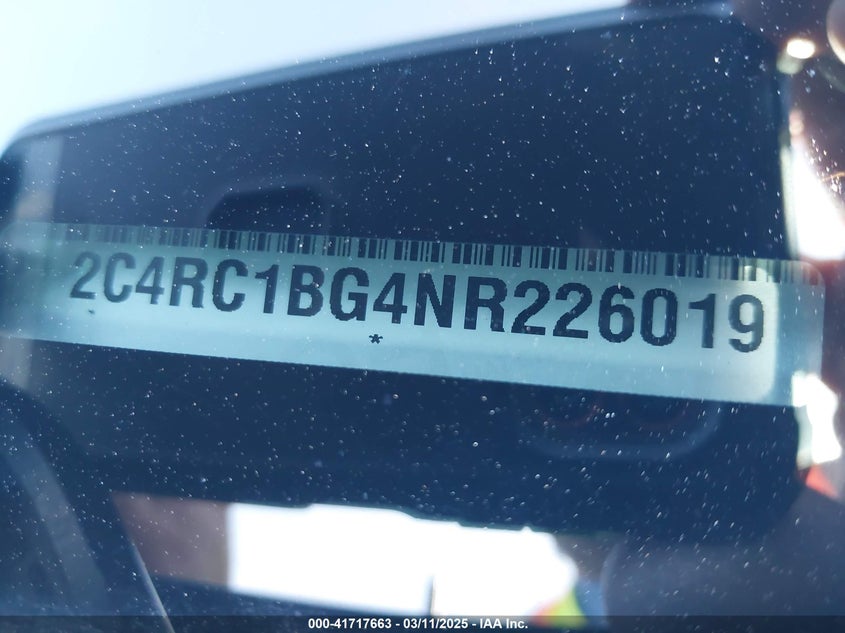 2C4RC1BG4NR226019
*
000-41717663 - 03/11/2025 - IAA Inc.